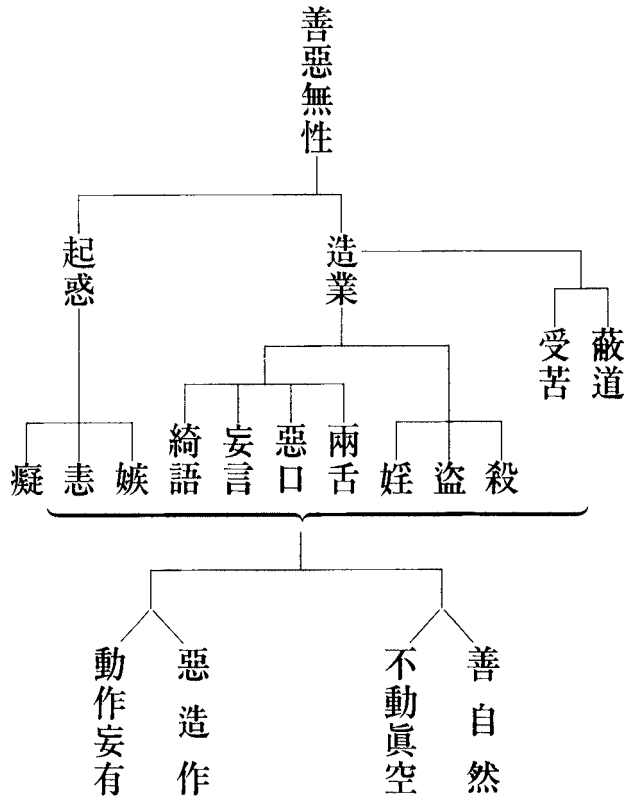 善惡無性
蔽道
受苦
造業
起惑
殺
盜
婬
兩舌
惡口
妄言
綺語
嫉
恚
癡
善自然
不動眞空
惡造作
動作妄有